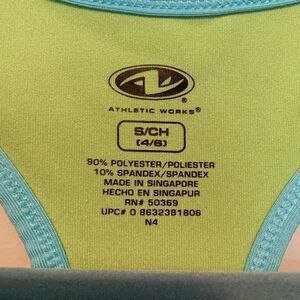 ATHLETIC WORKS®
S/CH
(4/6)
90% POLYESTER/POLIESTER
10% SPANDEX/SPANDEX
MADE IN SINGAPORE
HECHO EN SINGAPUR
RN# 50369
UPC# 0 8632381806
N4